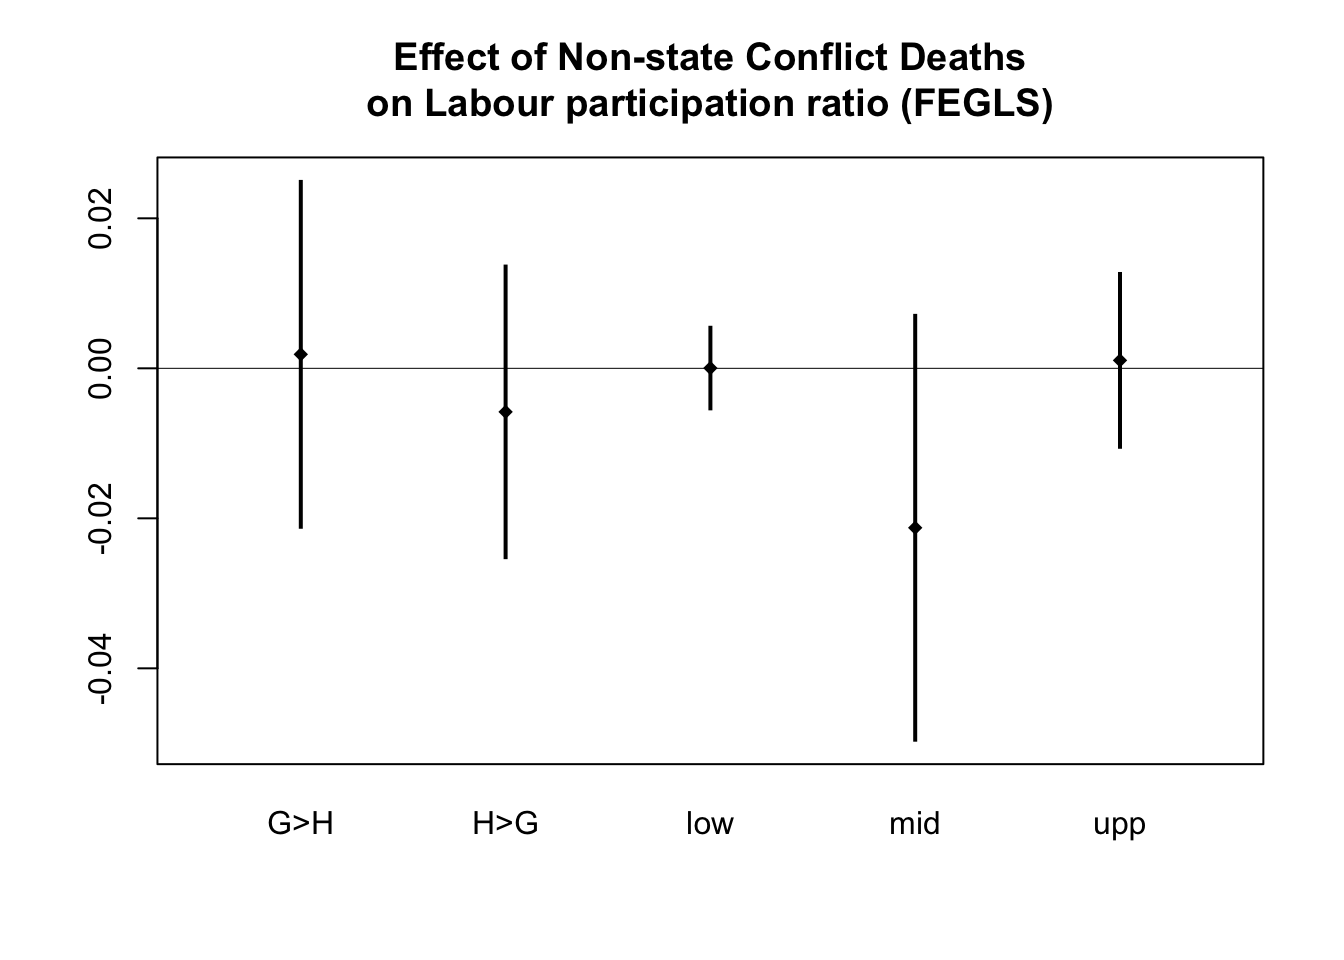 Effect of Non-state Conflict Deaths
on Labour participation ratio (FEGLS)
0.02
0.00
-0.02
-0.04
G>H H>G low mid upp